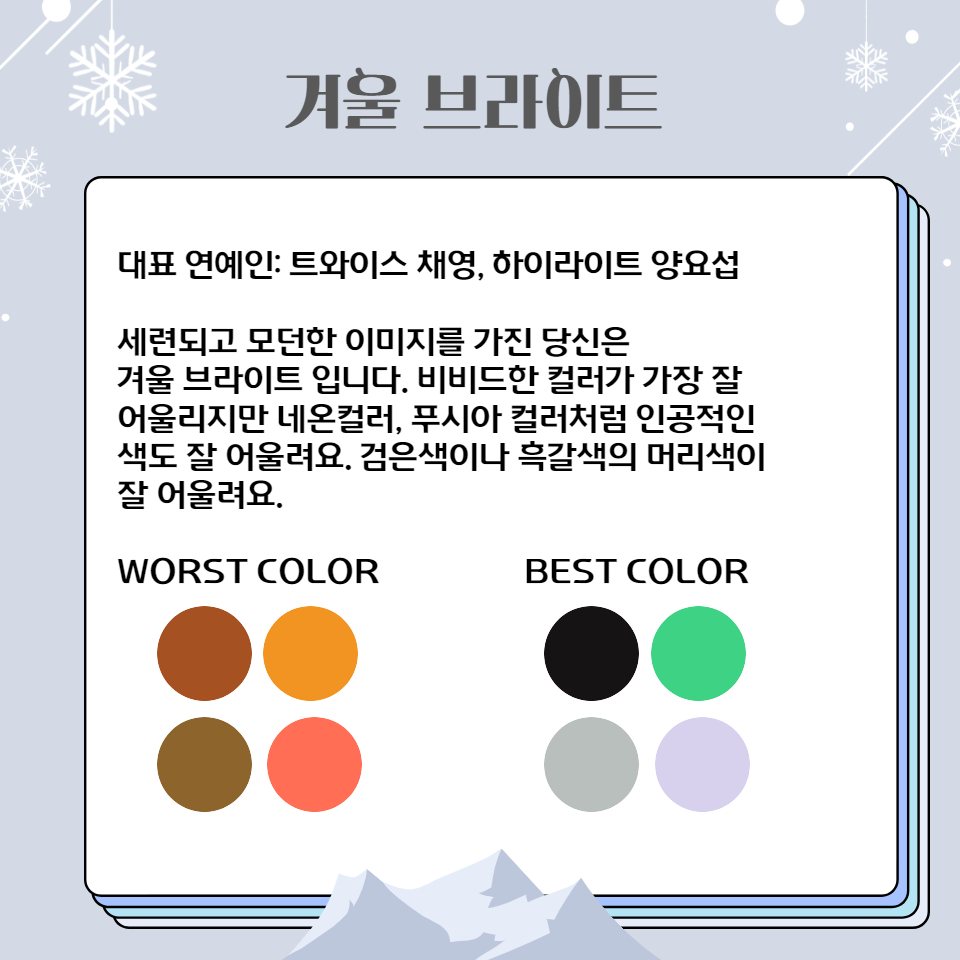 겨울 브라이트
대표 연예인: 트와이스 채영, 하이라이트 양요섭
세련되고 모던한 이미지를 가진 당신은
겨울 브라이트 입니다. 비비드한 컬러가 가장 잘
어울리지만 네온컬러, 푸시아 컬러처럼 인공적인
색도 잘 어울려요. 검은색이나 흑갈색의 머리색이
잘 어울려요.
WORST COLOR
BEST COLOR